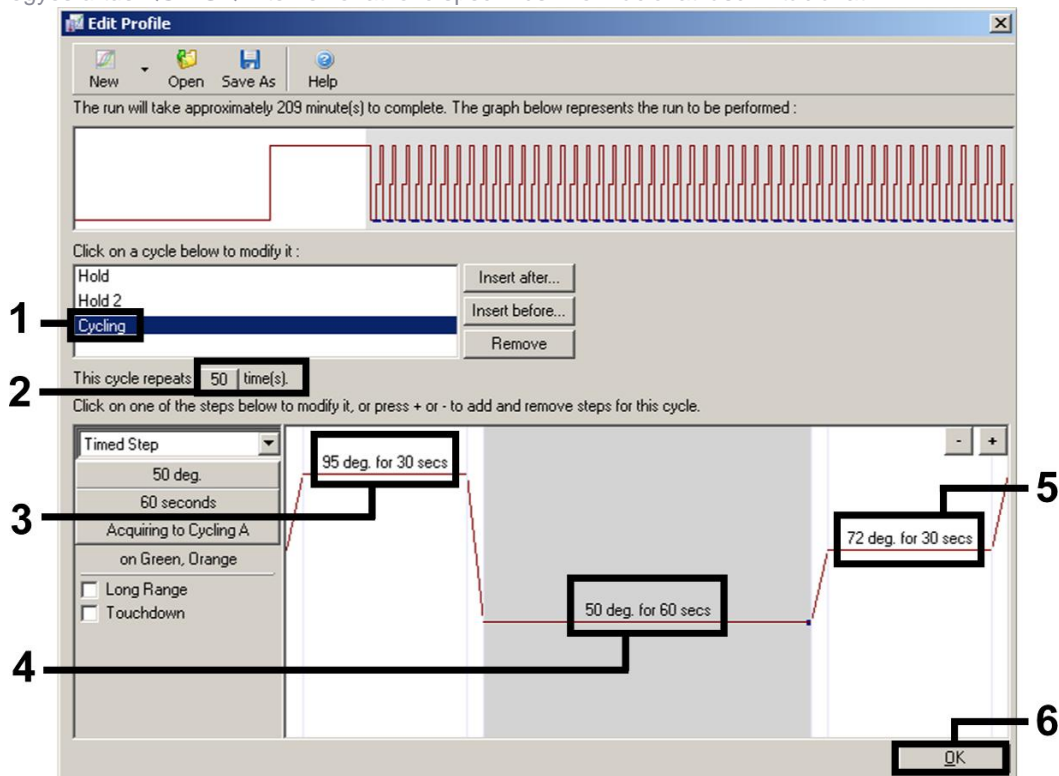 Edit Profile
New Open Save As Help
The run will take approximately 209 minute(s) to complete. The graph below represents the run to be performed :
Click on a cycle below to modify it :
Hold
Hold 2
Cycling
Insert after...
Insert before...
Remove
1
This cycle repeats 50 time(s).
2
Click on one of the steps below to modify it, or press + or - to add and remove steps for this cycle.
Timed Step
50 deg.
60 seconds
Acquiring to Cycling A
on Green, Orange
Long Range
Touchdown
- +
95 deg. for 30 secs
3
50 deg. for 60 secs
4
72 deg. for 30 secs
5
OK
6